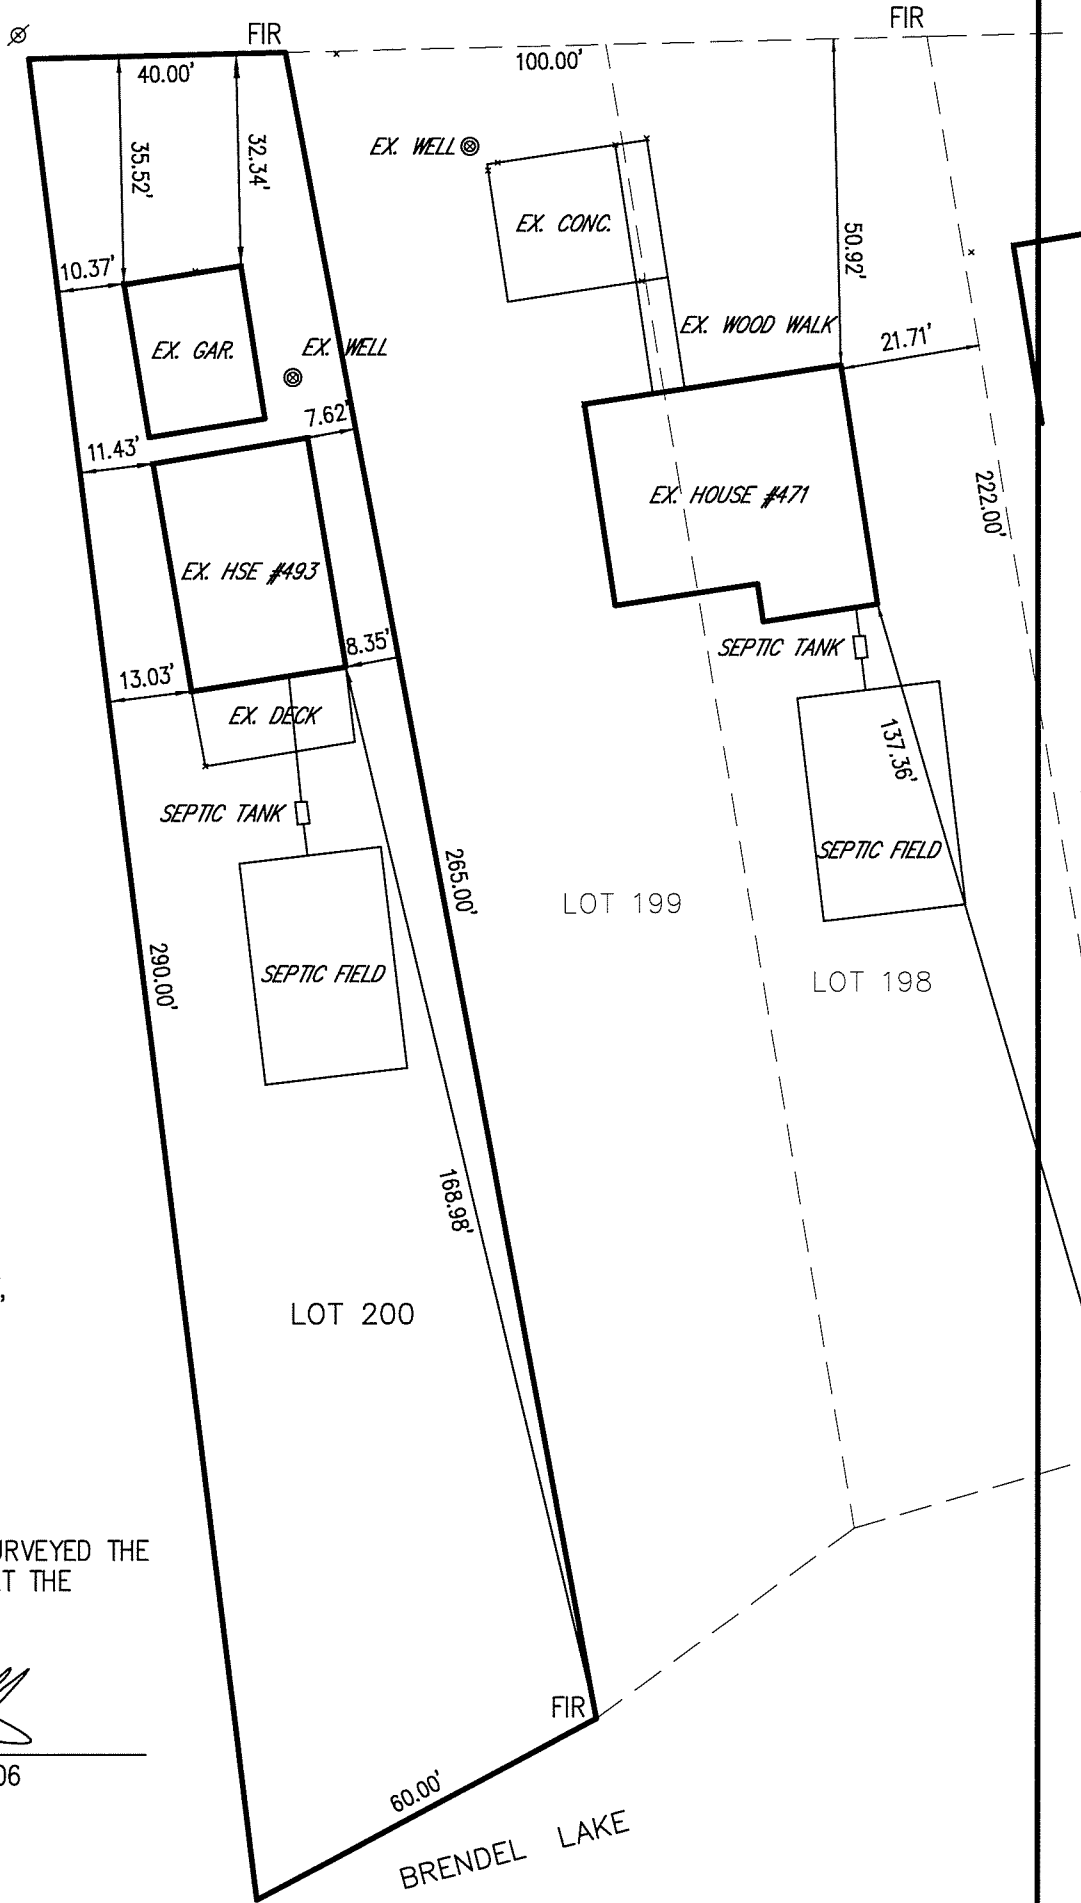 FIR
FIR
40.00'
100.00'
35.52'
32.34'
EX. WELL
EX. CONC.
50.92'
10.37'
EX. WOOD WALK
21.71'
EX. GAR.
EX. WELL
7.62'
11.43'
EX. HOUSE #471
222.00'
EX. HSE #493
8.35'
SEPTIC TANK
13.03'
EX. DECK
137.36'
SEPTIC TANK
265.00'
SEPTIC FIELD
LOT 199
290.00'
SEPTIC FIELD
LOT 198
168.98'
LOT 200
URVEYED THE
T THE
FIR
06
60.00'
BRENDEL LAKE